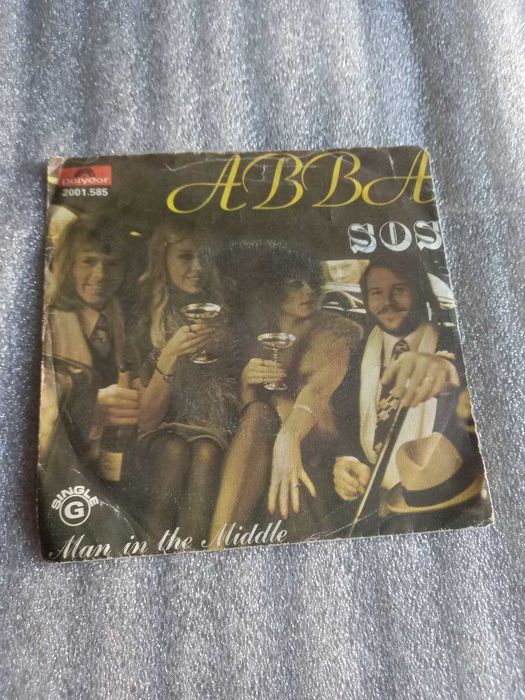 polydor
2001.585
ABBA
SOS
SINGLE
G
Man in the Middle